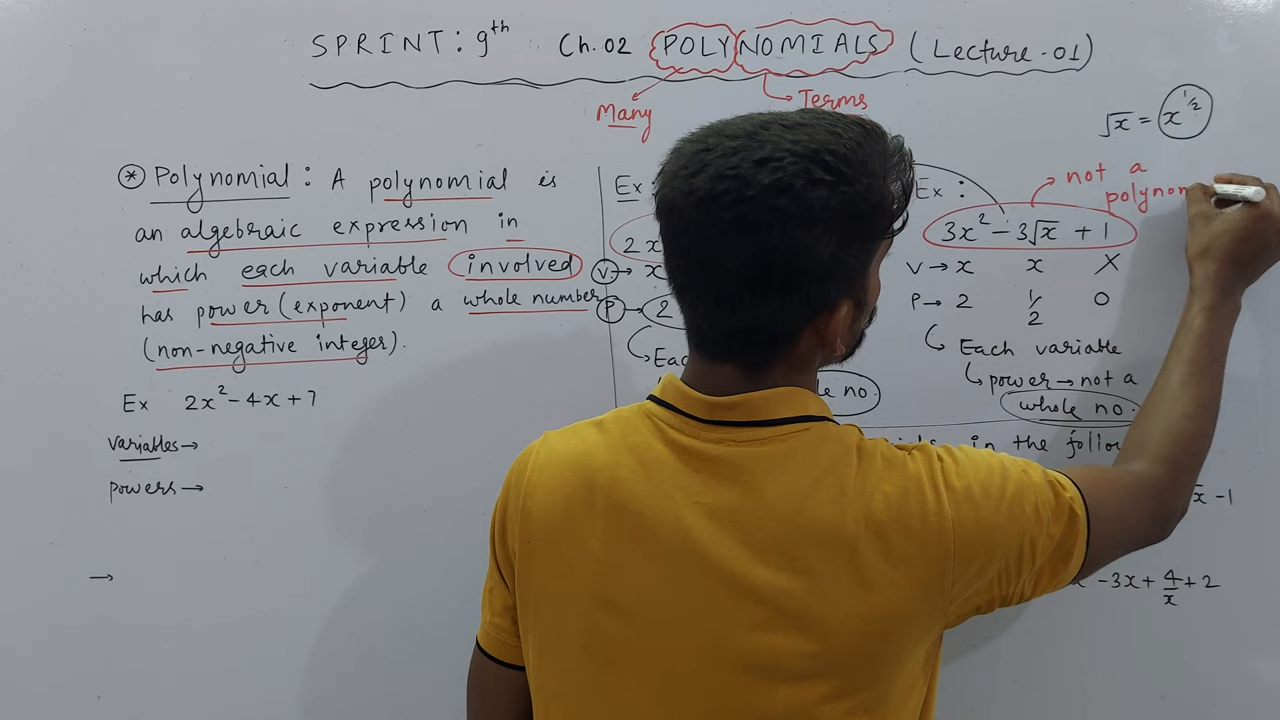 SPRINT: 9th Ch. 02 POLYNOMIALS (Lecture-01)
Many
Terms
√x = x^1/2
⊛ Polynomial: A polynomial is
an algebraic expression in
which each variable involved
has power (exponent) a whole number
(non-negative integer).
Ex 2x² - 4x + 7
Variables →
Powers →
→
Ex
2x
V → x
P → 2
↳ Each
no.
Ex:
not a
3x² - 3√x + 1
V → x x X
P → 2 1/2 0
↳ Each variable
↳ power → not a
whole no.
in the
x - 1
- 3x + 4/x + 2